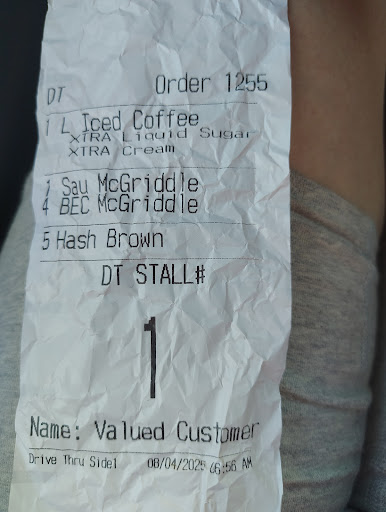 DT Order 1255
1 L Iced Coffee
XTRA Liquid Sugar
XTRA Cream
1 Sau McGriddle
4 BEC McGriddle
5 Hash Brown
DT STALL#
1
Name: Valued Customer
Drive Thru Side1 08/04/2025 06:56 AM